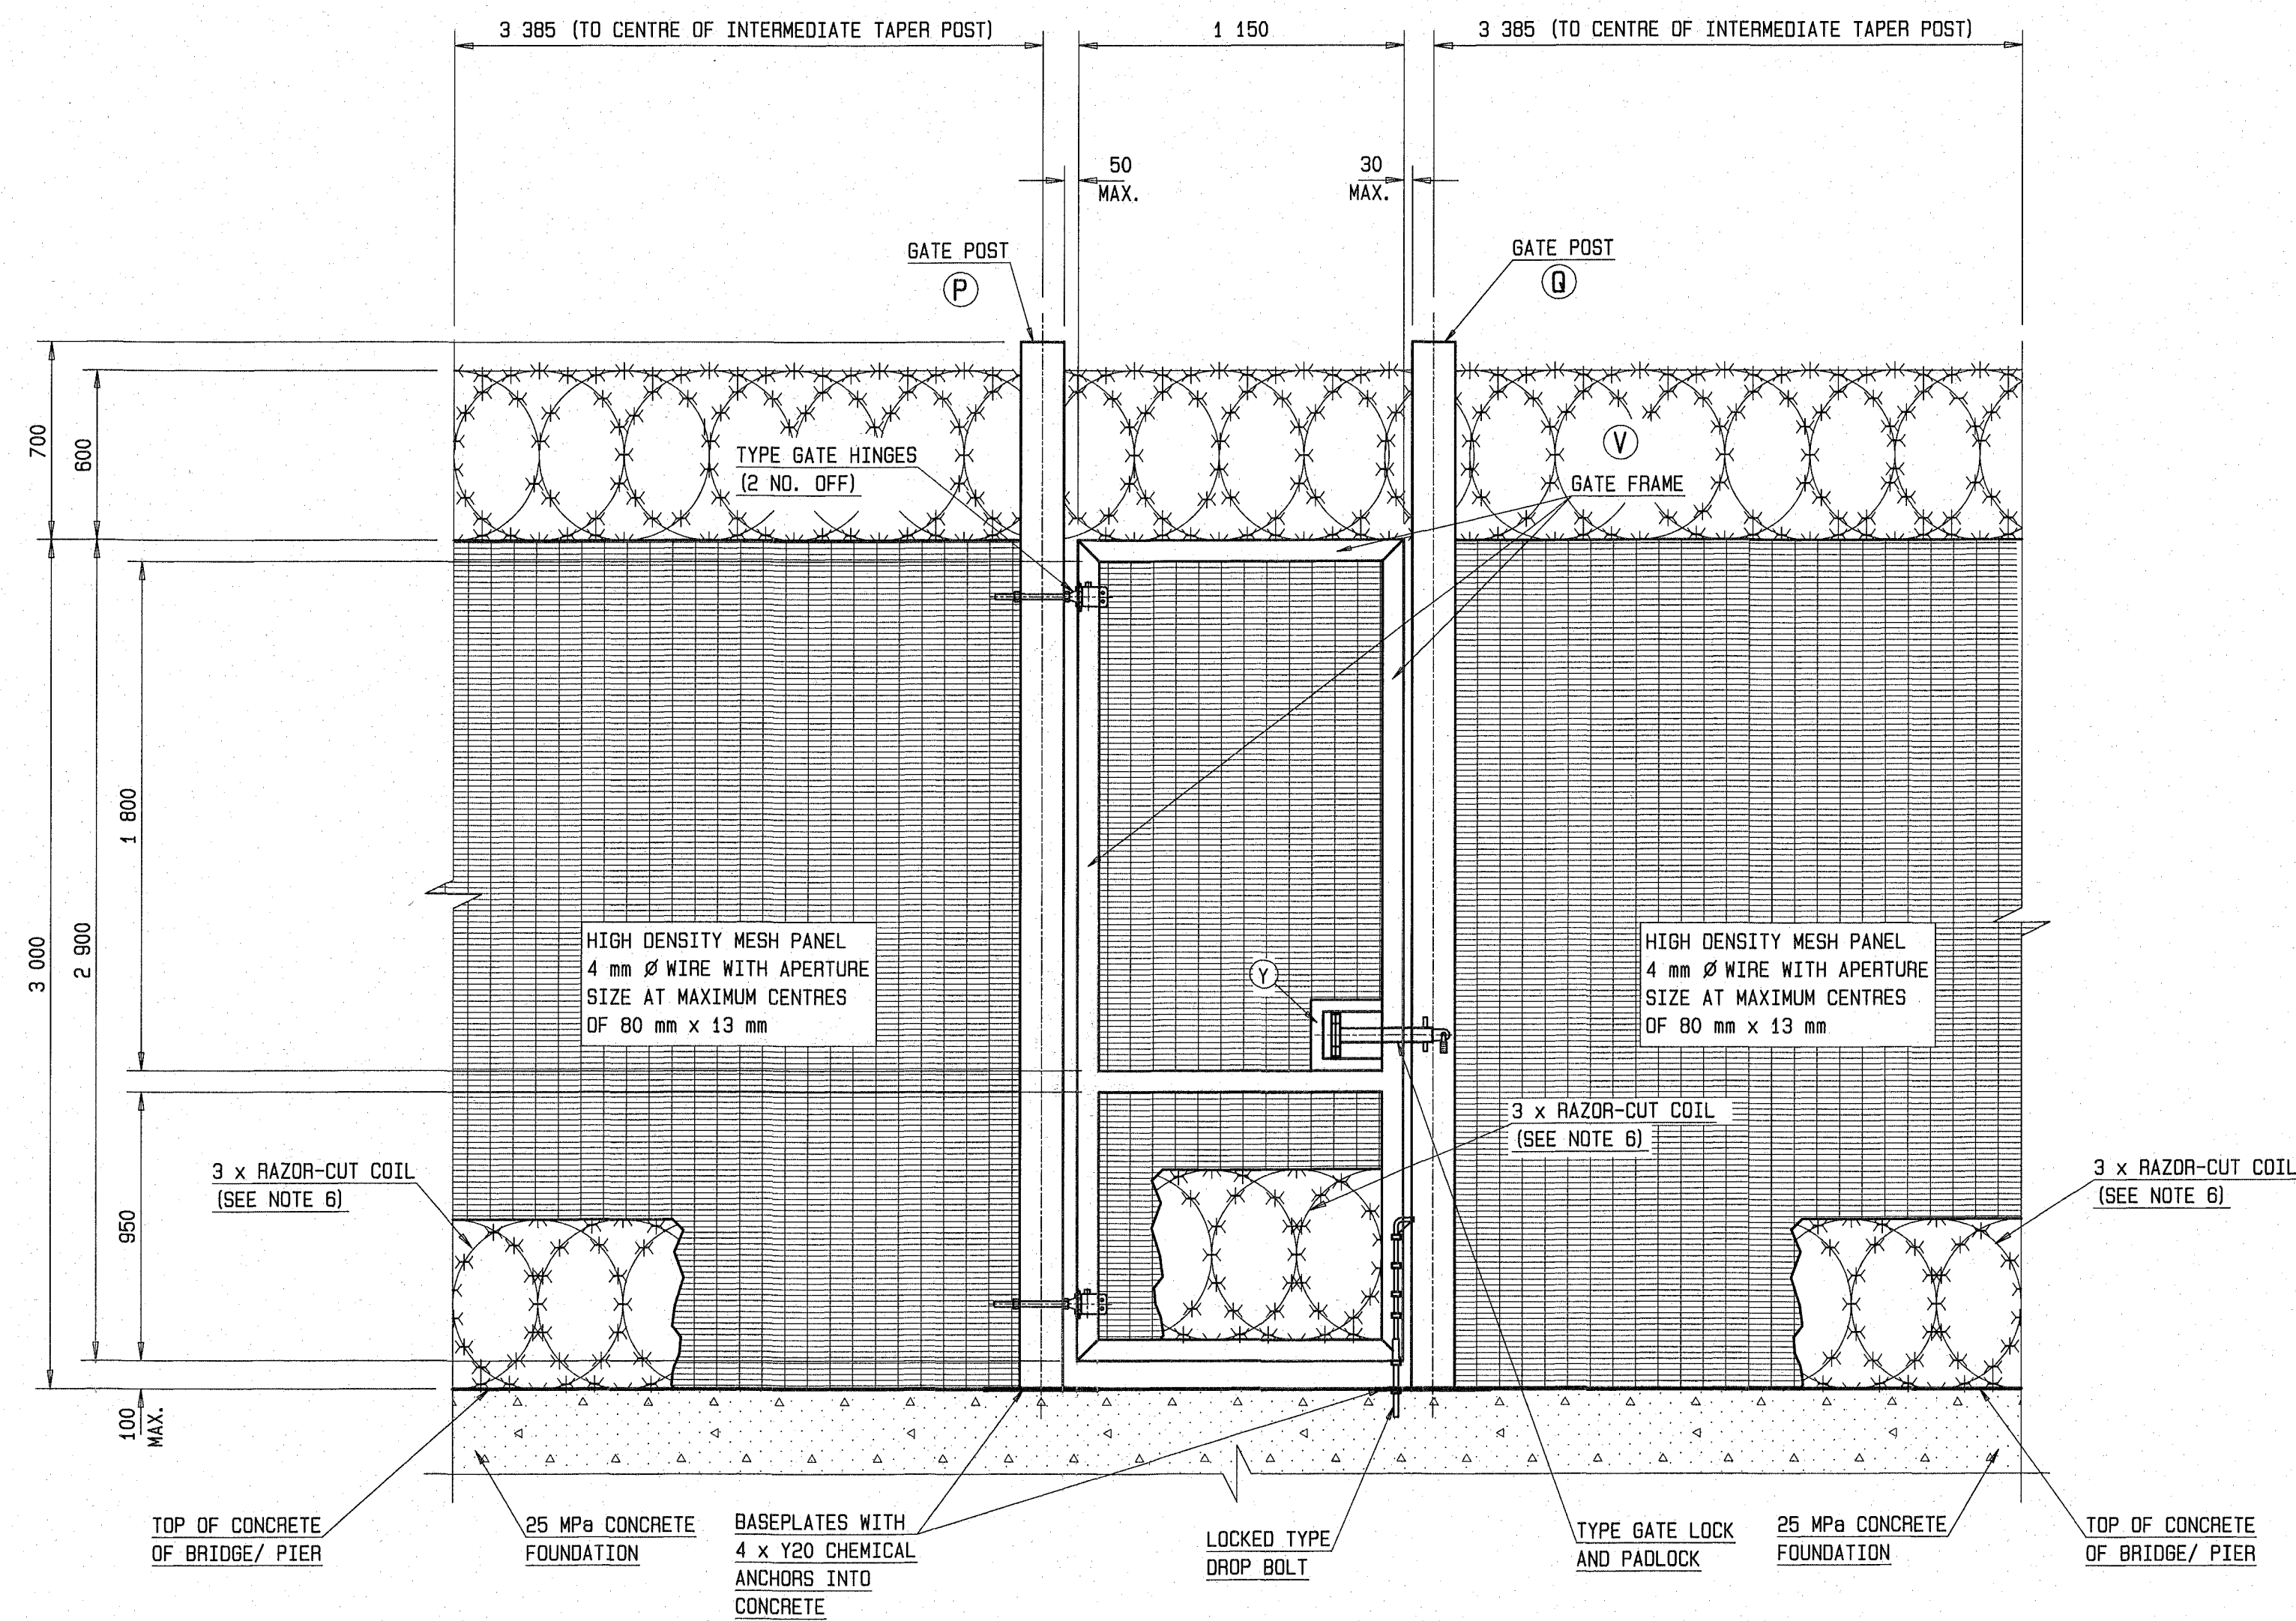 3 385 (TO CENTRE OF INTERMEDIATE TAPER POST)
1 150
3 385 (TO CENTRE OF INTERMEDIATE TAPER POST)
50
MAX.
30
MAX.
GATE POST
P
GATE POST
Q
700
600
TYPE GATE HINGES
(2 NO. OFF)
V
GATE FRAME
1 800
3 000
2 900
HIGH DENSITY MESH PANEL
4 mm Ø WIRE WITH APERTURE
SIZE AT MAXIMUM CENTRES
OF 80 mm x 13 mm
Y
HIGH DENSITY MESH PANEL
4 mm Ø WIRE WITH APERTURE
SIZE AT MAXIMUM CENTRES
OF 80 mm x 13 mm
3 x RAZOR-CUT COIL
(SEE NOTE 6)
3 x RAZOR-CUT COIL
(SEE NOTE 6)
3 x RAZOR-CUT COIL
(SEE NOTE 6)
950
100
MAX.
TOP OF CONCRETE
OF BRIDGE/ PIER
25 MPa CONCRETE
FOUNDATION
BASEPLATES WITH
4 x Y20 CHEMICAL
ANCHORS INTO
CONCRETE
LOCKED TYPE
DROP BOLT
TYPE GATE LOCK
AND PADLOCK
25 MPa CONCRETE
FOUNDATION
TOP OF CONCRETE
OF BRIDGE/ PIER